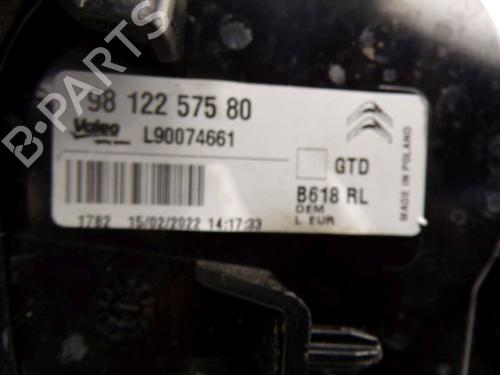 98 122 575 80
Valeo
L90074661
GTD
B618 RL
OEM
L. EUR
1782 15/02/2022 14:17:33
MADE IN POLAND
B-PARTS